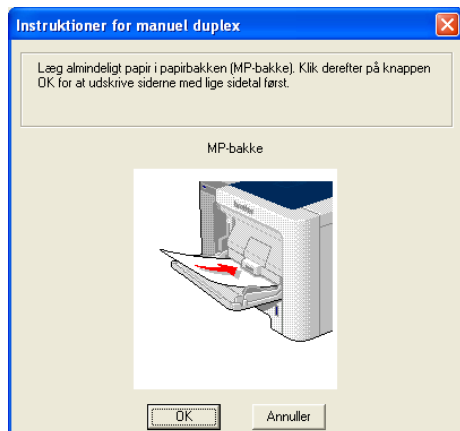 Instruktioner for manuel duplex
Læg almindeligt papir i papirbakken (MP-bakke). Klik derefter på knappen
OK for at udskrive siderne med lige sidetal først.
MP-bakke
OK
Annuller